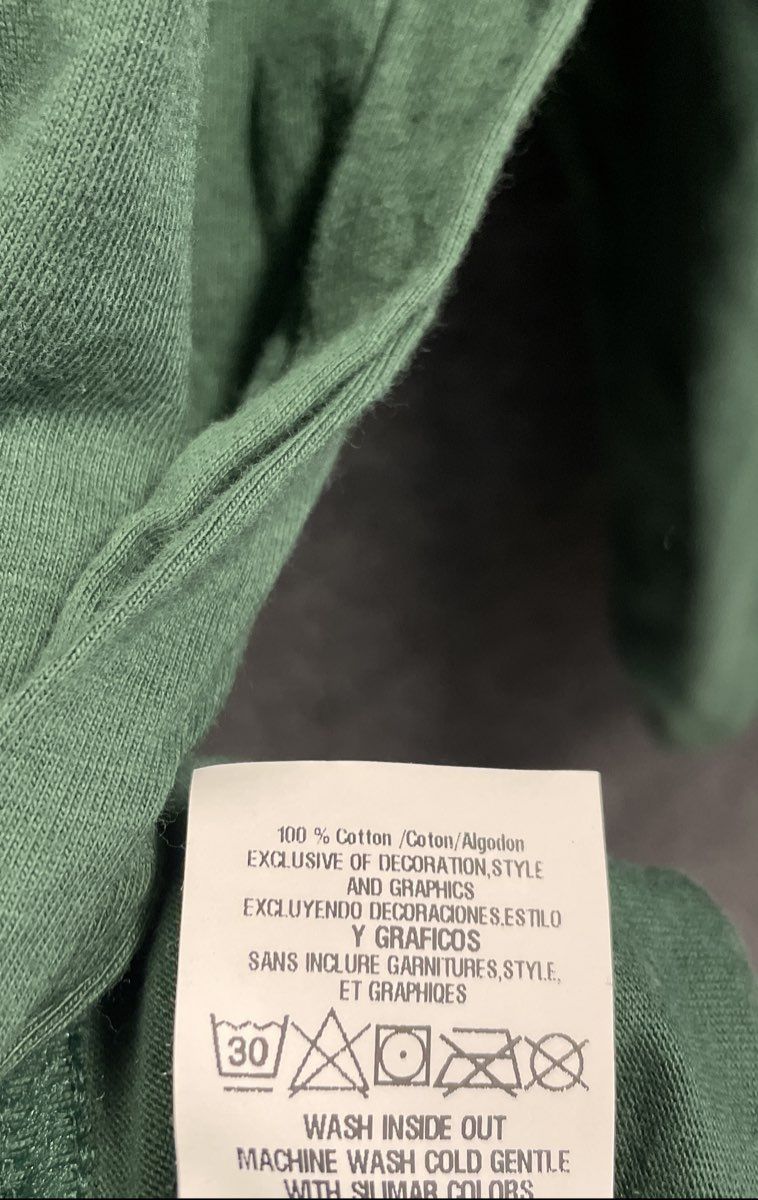 100 % Cotton /Coton/Algodon
EXCLUSIVE OF DECORATION,STYLE
AND GRAPHICS
EXCLUYENDO DECORACIONES.ESTILO
Y GRAFICOS
SANS INCLURE GARNITURES,STYLE,
ET GRAPHIQES
30
WASH INSIDE OUT
MACHINE WASH COLD GENTLE
WITH SILIMAR COLORS